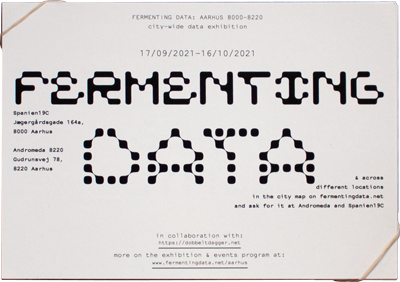 FERMENTING DATA: AARHUS 8000-8220
city-wide data exhibition
17/09/2021-16/10/2021
FERMENTING
DATA
Spanien19C
Jægergårdsgade 164a,
8000 Aarhus
Andromeda 8220
Gudrunsvej 78,
8220 Aarhus
& across
different locations
in the city map on fermentingdata.net
and ask for it at Andromeda and Spanien19C
in collaboration with:
https://dobbeltdagger.net
more on the exhibition & events program at:
www.fermentingdata.net/aarhus